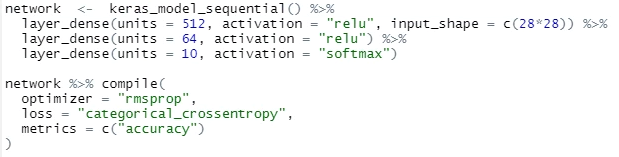 network  <-  keras_model_sequential() %>%
  layer_dense(units = 512, activation = "relu", input_shape = c(28*28)) %>%
  layer_dense(units = 64, activation = "relu") %>%
  layer_dense(units = 10, activation = "softmax")

network %>% compile(
  optimizer = "rmsprop",
  loss = "categorical_crossentropy",
  metrics = c("accuracy")
)